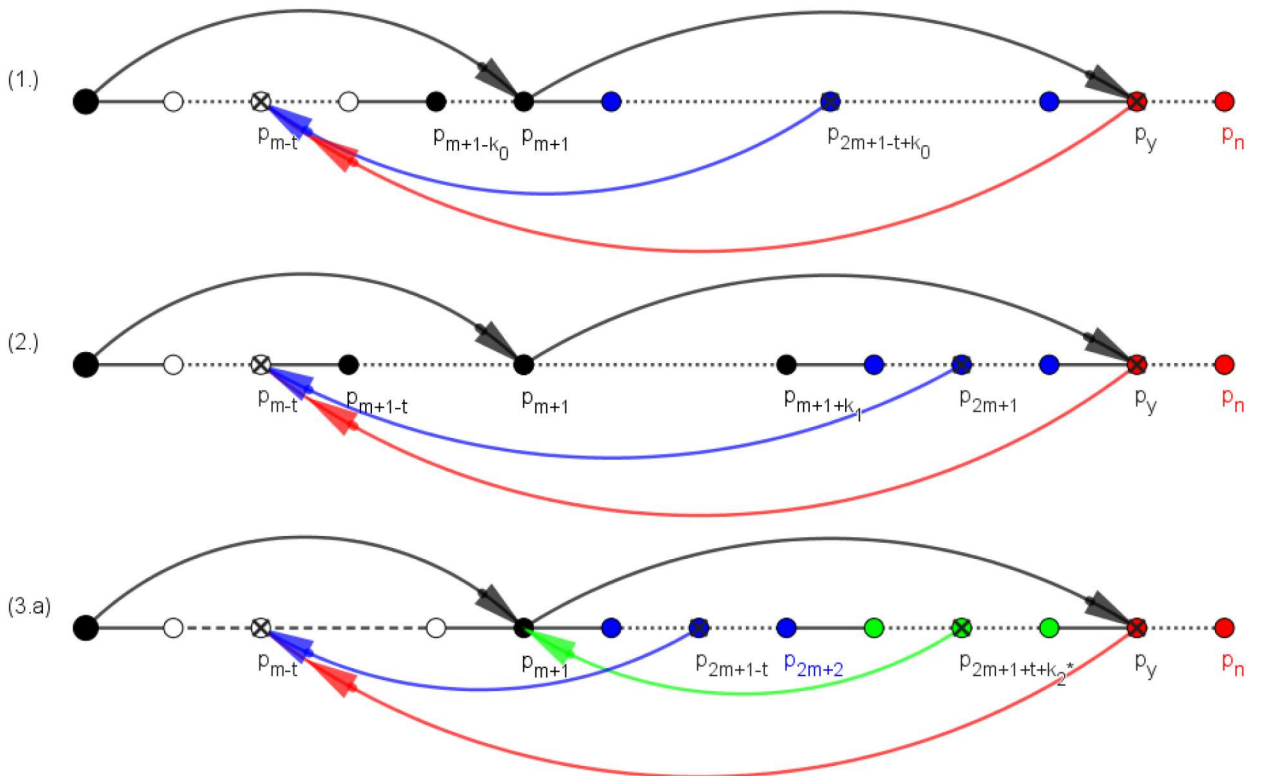 (1.)
p_{m-t} p_{m+1-k_0} p_{m+1} p_{2m+1-t+k_0} p_y p_n
(2.)
p_{m-t} p_{m+1-t} p_{m+1} p_{m+1+k_1} p_{2m+1} p_y p_n
(3.a)
p_{m-t} p_{m+1} p_{2m+1-t} p_{2m+2} p_{2m+1+t+k_2^*} p_y p_n